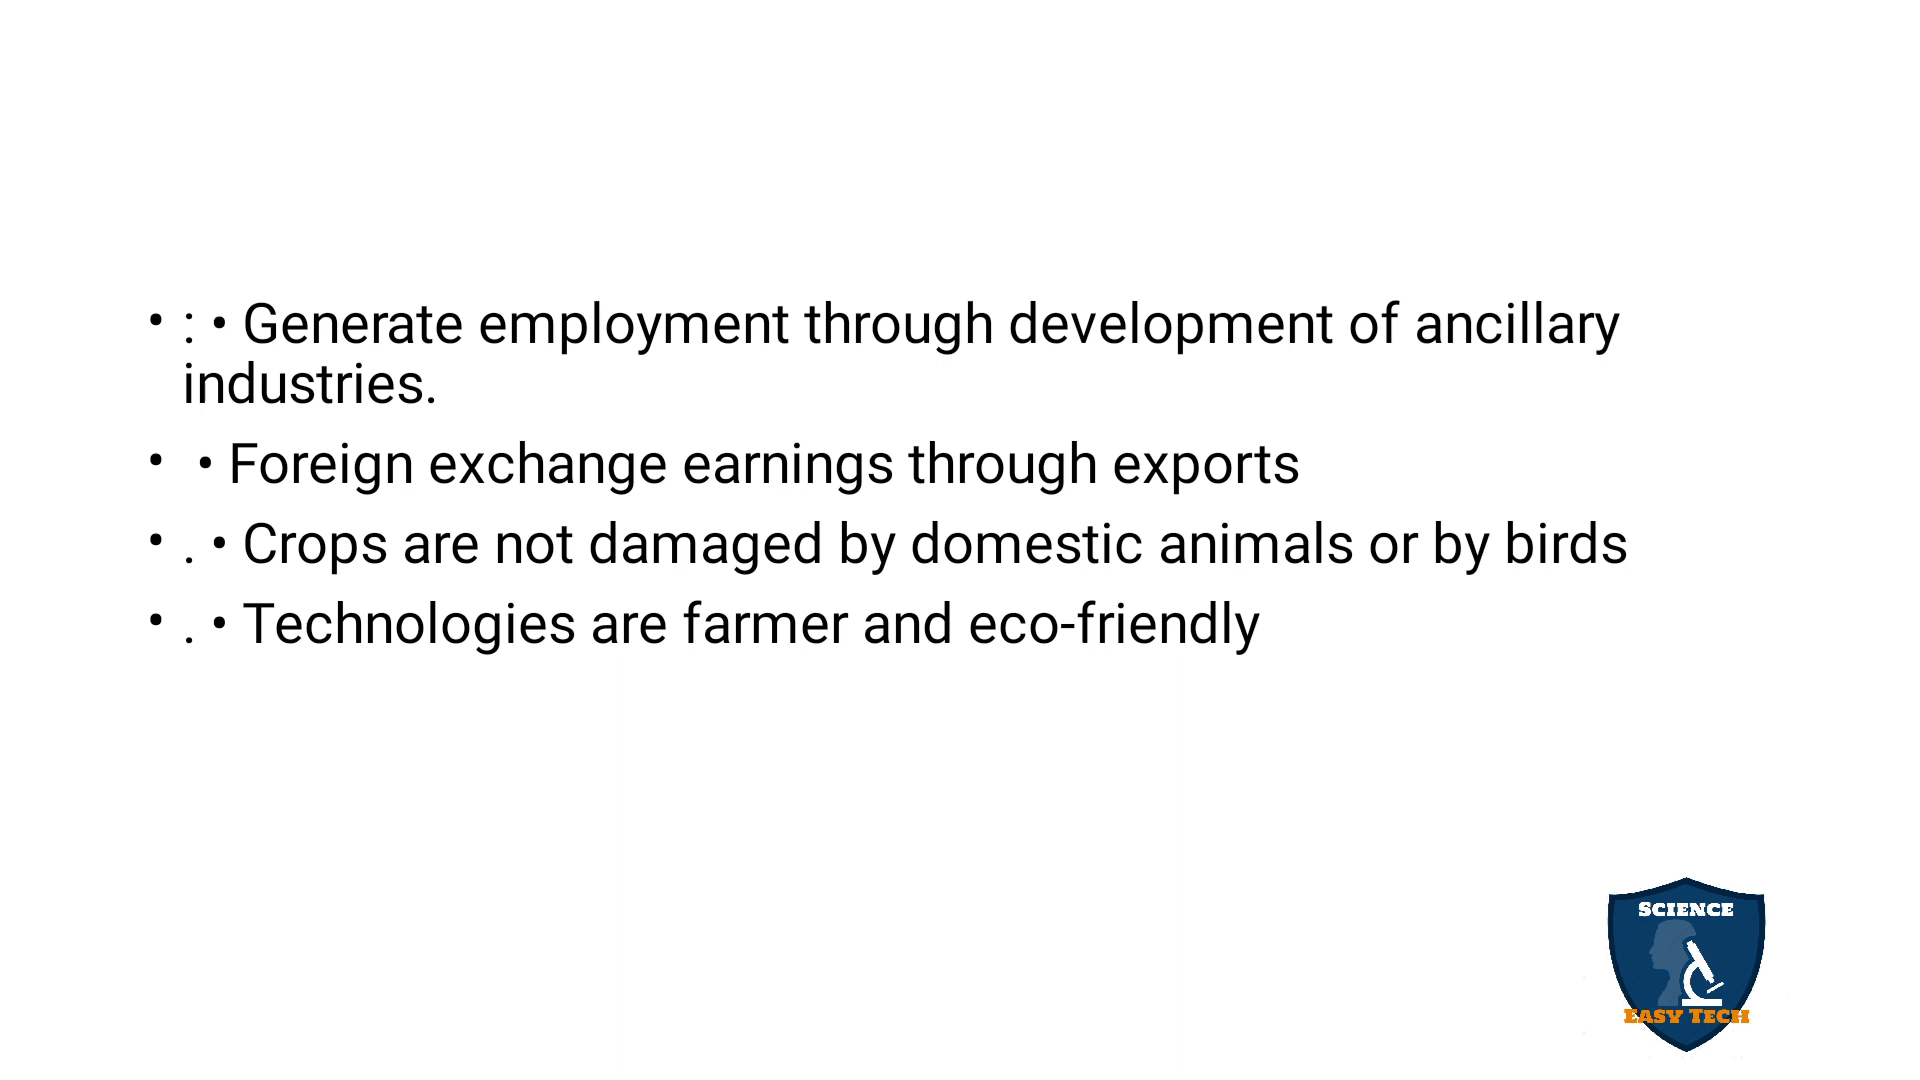 • : • Generate employment through development of ancillary
industries.
• • Foreign exchange earnings through exports
• . • Crops are not damaged by domestic animals or by birds
• . • Technologies are farmer and eco-friendly
SCIENCE
EASY TECH